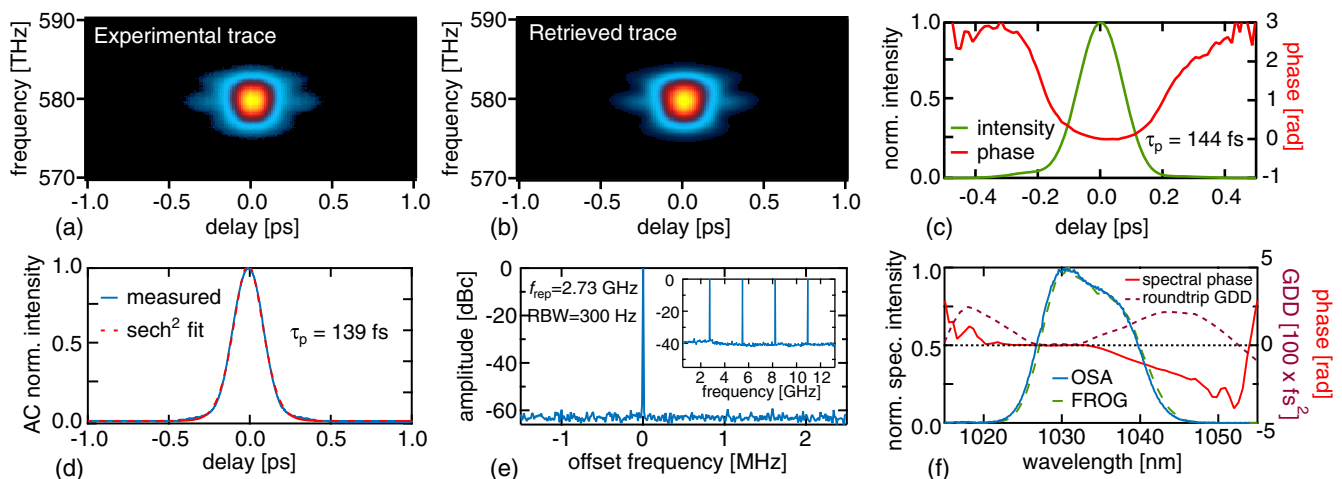 590
580
570
frequency [THz]
Experimental trace
-1.0 -0.5 0.0 0.5 1.0
(a) delay [ps]
590
580
570
frequency [THz]
Retrieved trace
-1.0 -0.5 0.0 0.5 1.0
(b) delay [ps]
1.0
0.5
0.0
norm. intensity
3
2
1
0
-1
phase [rad]
intensity
phase
τp = 144 fs
-0.4 -0.2 0.0 0.2 0.4
(c) delay [ps]
1.0
0.5
0.0
AC norm. intensity
measured
sech² fit
τp = 139 fs
-1.0 -0.5 0.0 0.5 1.0
(d) delay [ps]
0
-20
-40
-60
amplitude [dBc]
frep=2.73 GHz
RBW=300 Hz
0
-20
-40
2 4 6 8 10 12
frequency [GHz]
-1 0 1 2
(e) offset frequency [MHz]
1.0
0.5
0.0
norm. spec. intensity
5
0
-5
GDD [100 x fs²]
phase [rad]
spectral phase
roundtrip GDD
OSA
FROG
1020 1030 1040 1050
(f) wavelength [nm]